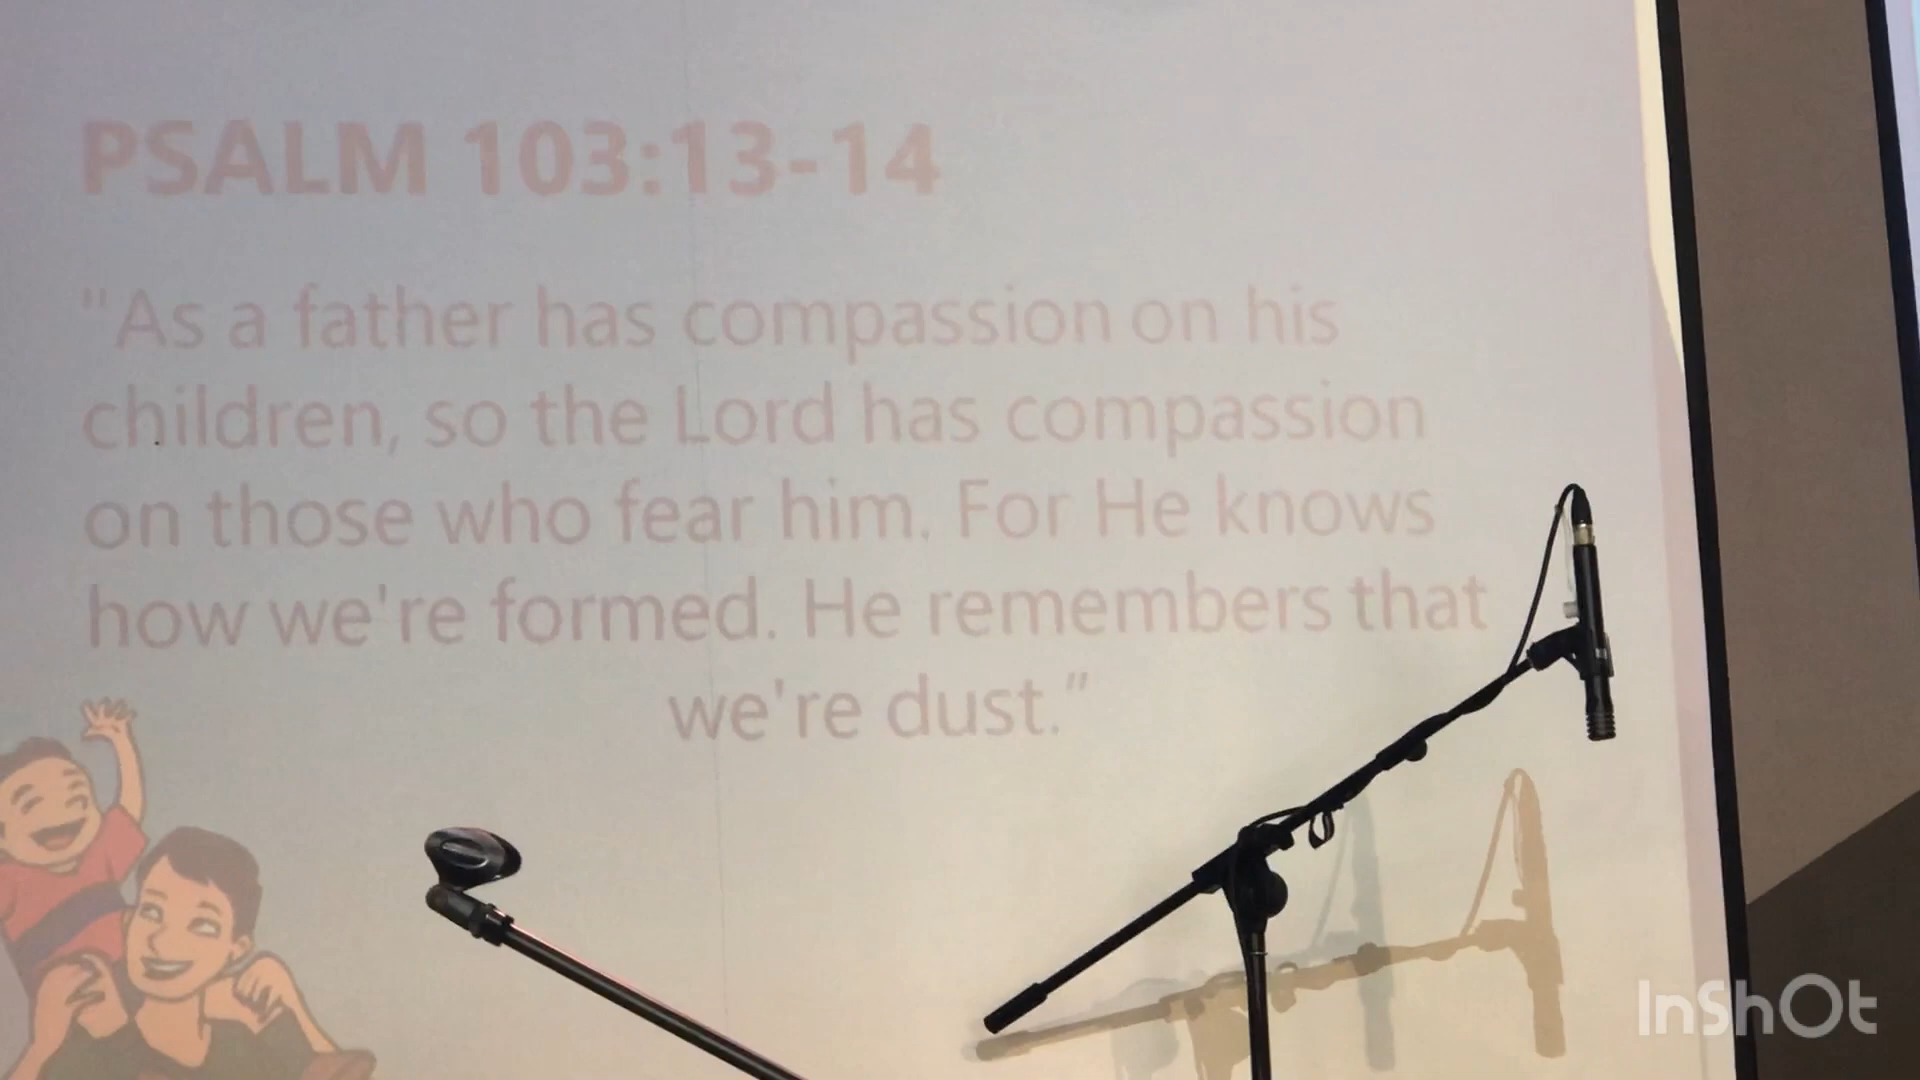 PSALM 103:13-14
"As a father has compassion on his
children, so the Lord has compassion
on those who fear him. For He knows
how we're formed. He remembers that
we're dust."
InShOt